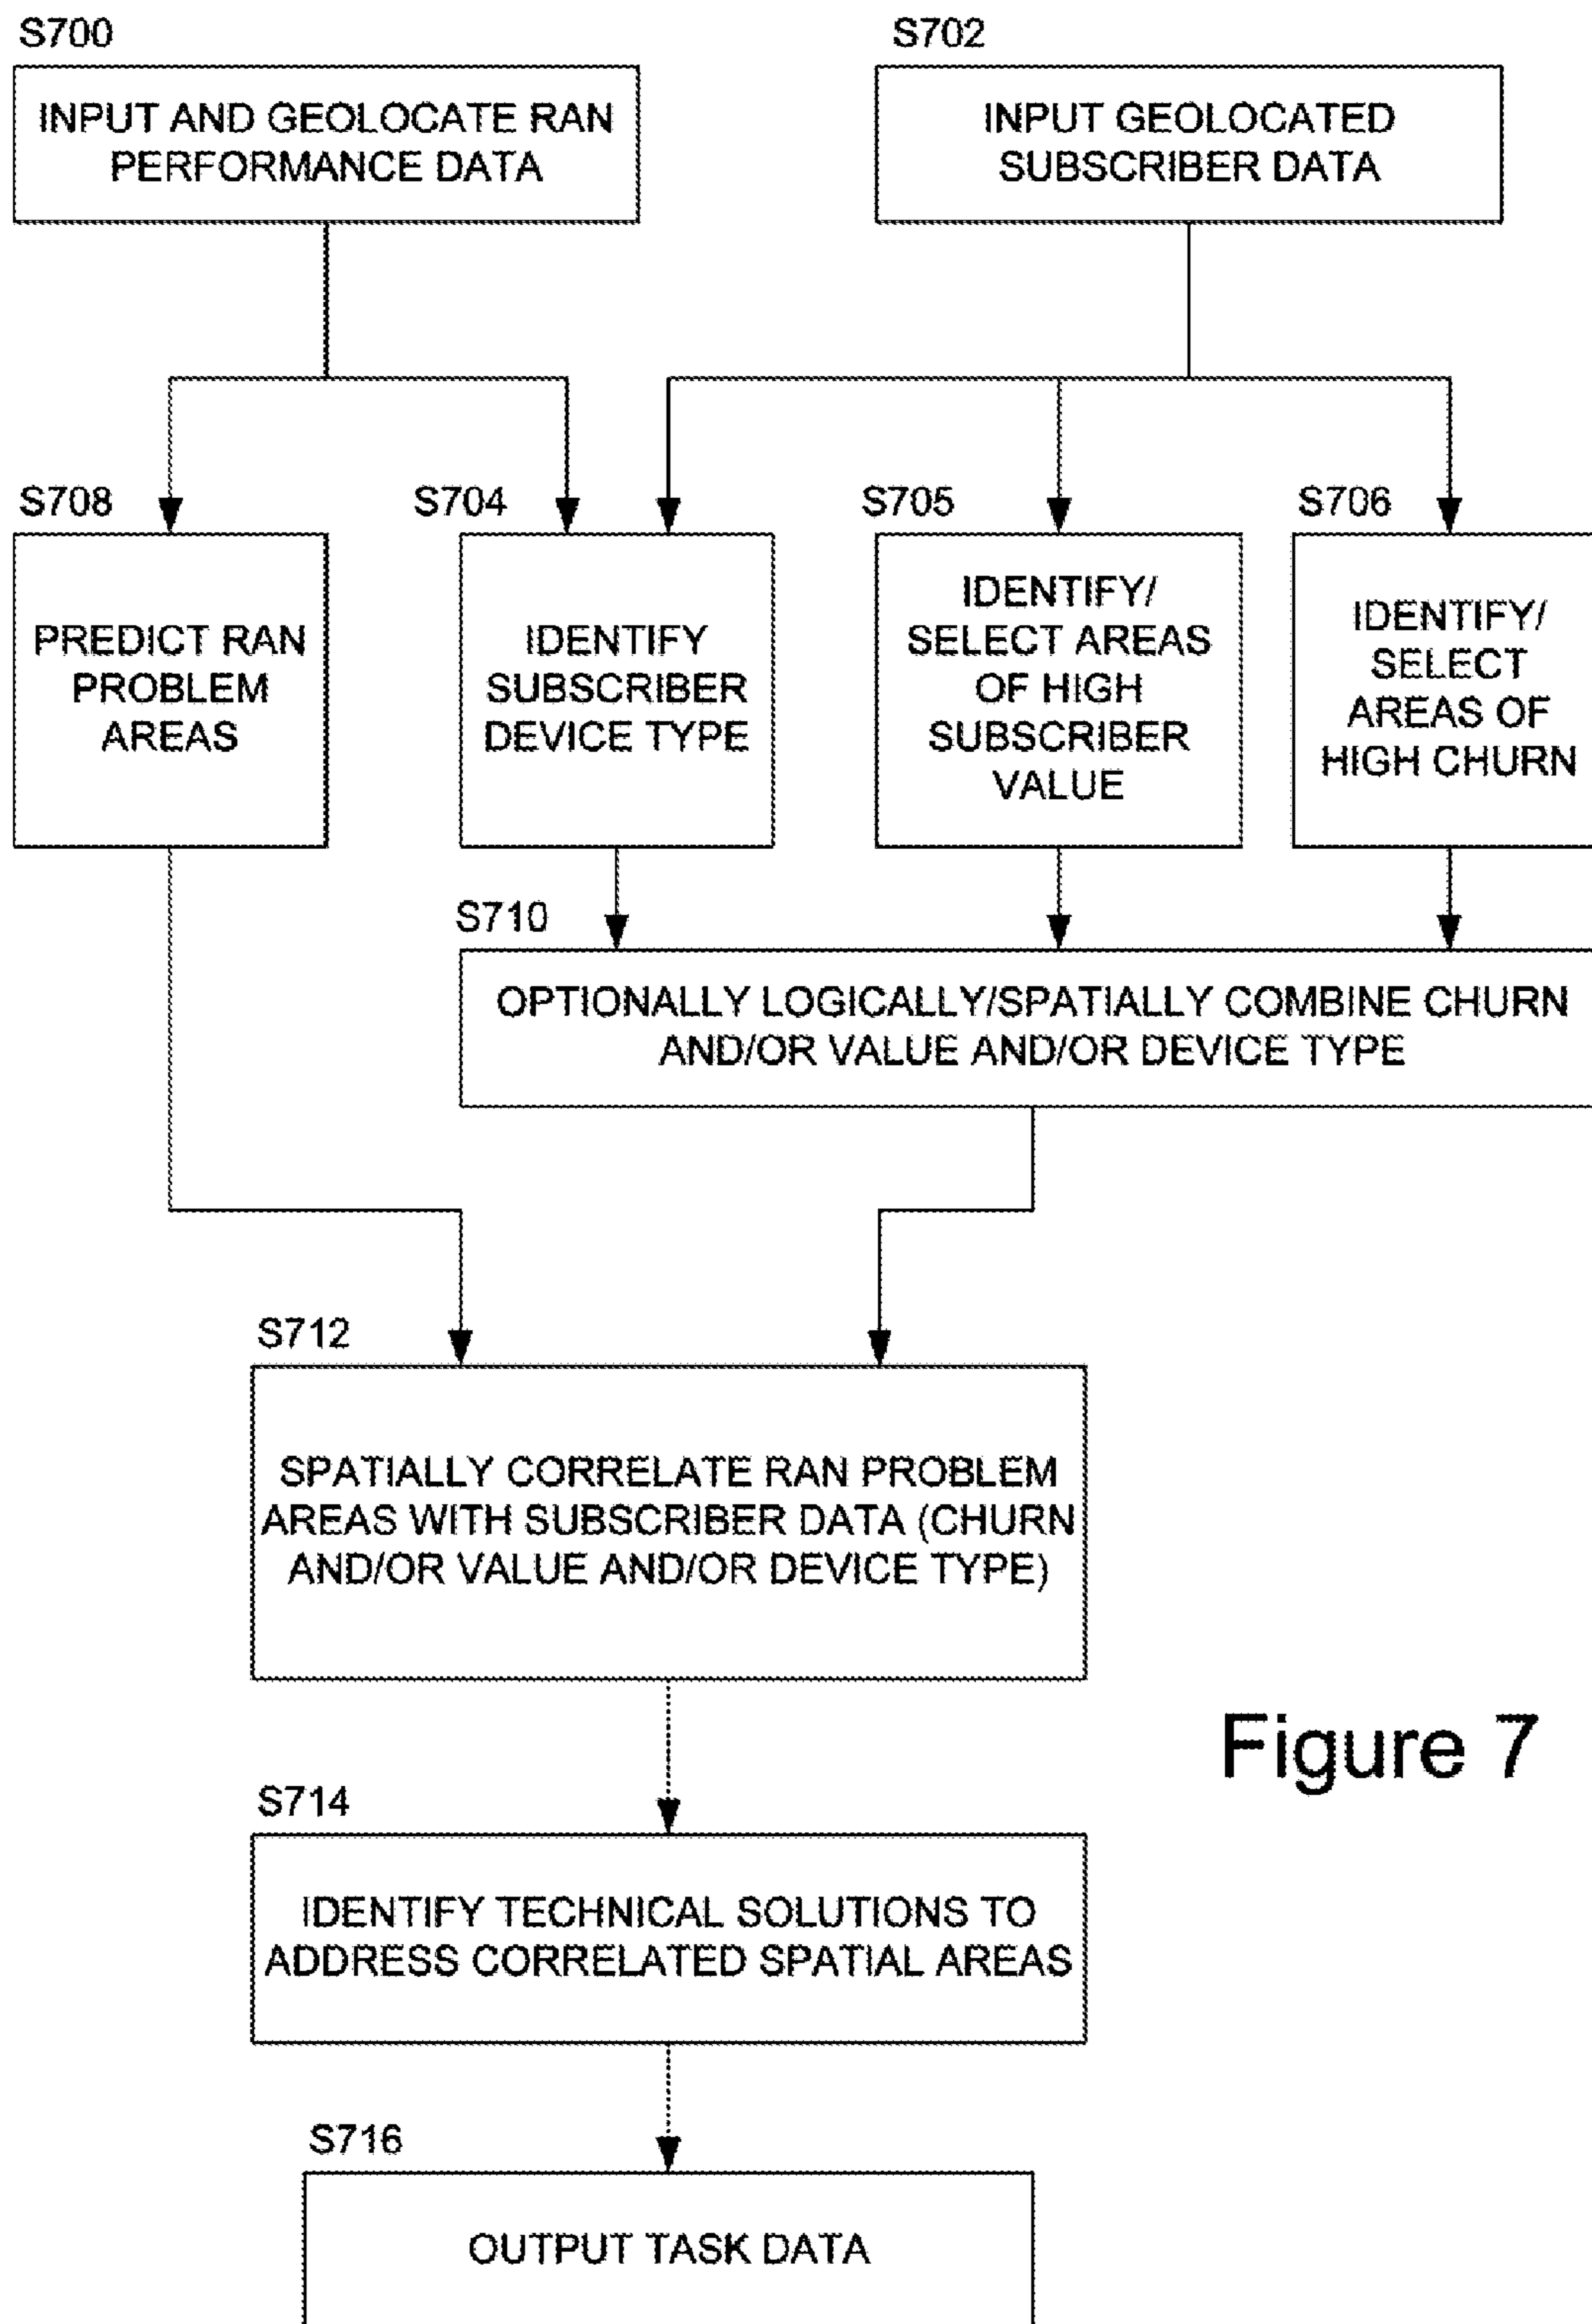 S700
INPUT AND GEOLOCATE RAN
PERFORMANCE DATA
S702
INPUT GEOLOCATED
SUBSCRIBER DATA
S708
PREDICT RAN
PROBLEM
AREAS
S704
IDENTIFY
SUBSCRIBER
DEVICE TYPE
S705
IDENTIFY/
SELECT AREAS
OF HIGH
SUBSCRIBER
VALUE
S706
IDENTIFY/
SELECT
AREAS OF
HIGH CHURN
S710
OPTIONALLY LOGICALLY/SPATIALLY COMBINE CHURN
AND/OR VALUE AND/OR DEVICE TYPE
S712
SPATIALLY CORRELATE RAN PROBLEM
AREAS WITH SUBSCRIBER DATA (CHURN
AND/OR VALUE AND/OR DEVICE TYPE)
Figure 7
S714
IDENTIFY TECHNICAL SOLUTIONS TO
ADDRESS CORRELATED SPATIAL AREAS
S716
OUTPUT TASK DATA